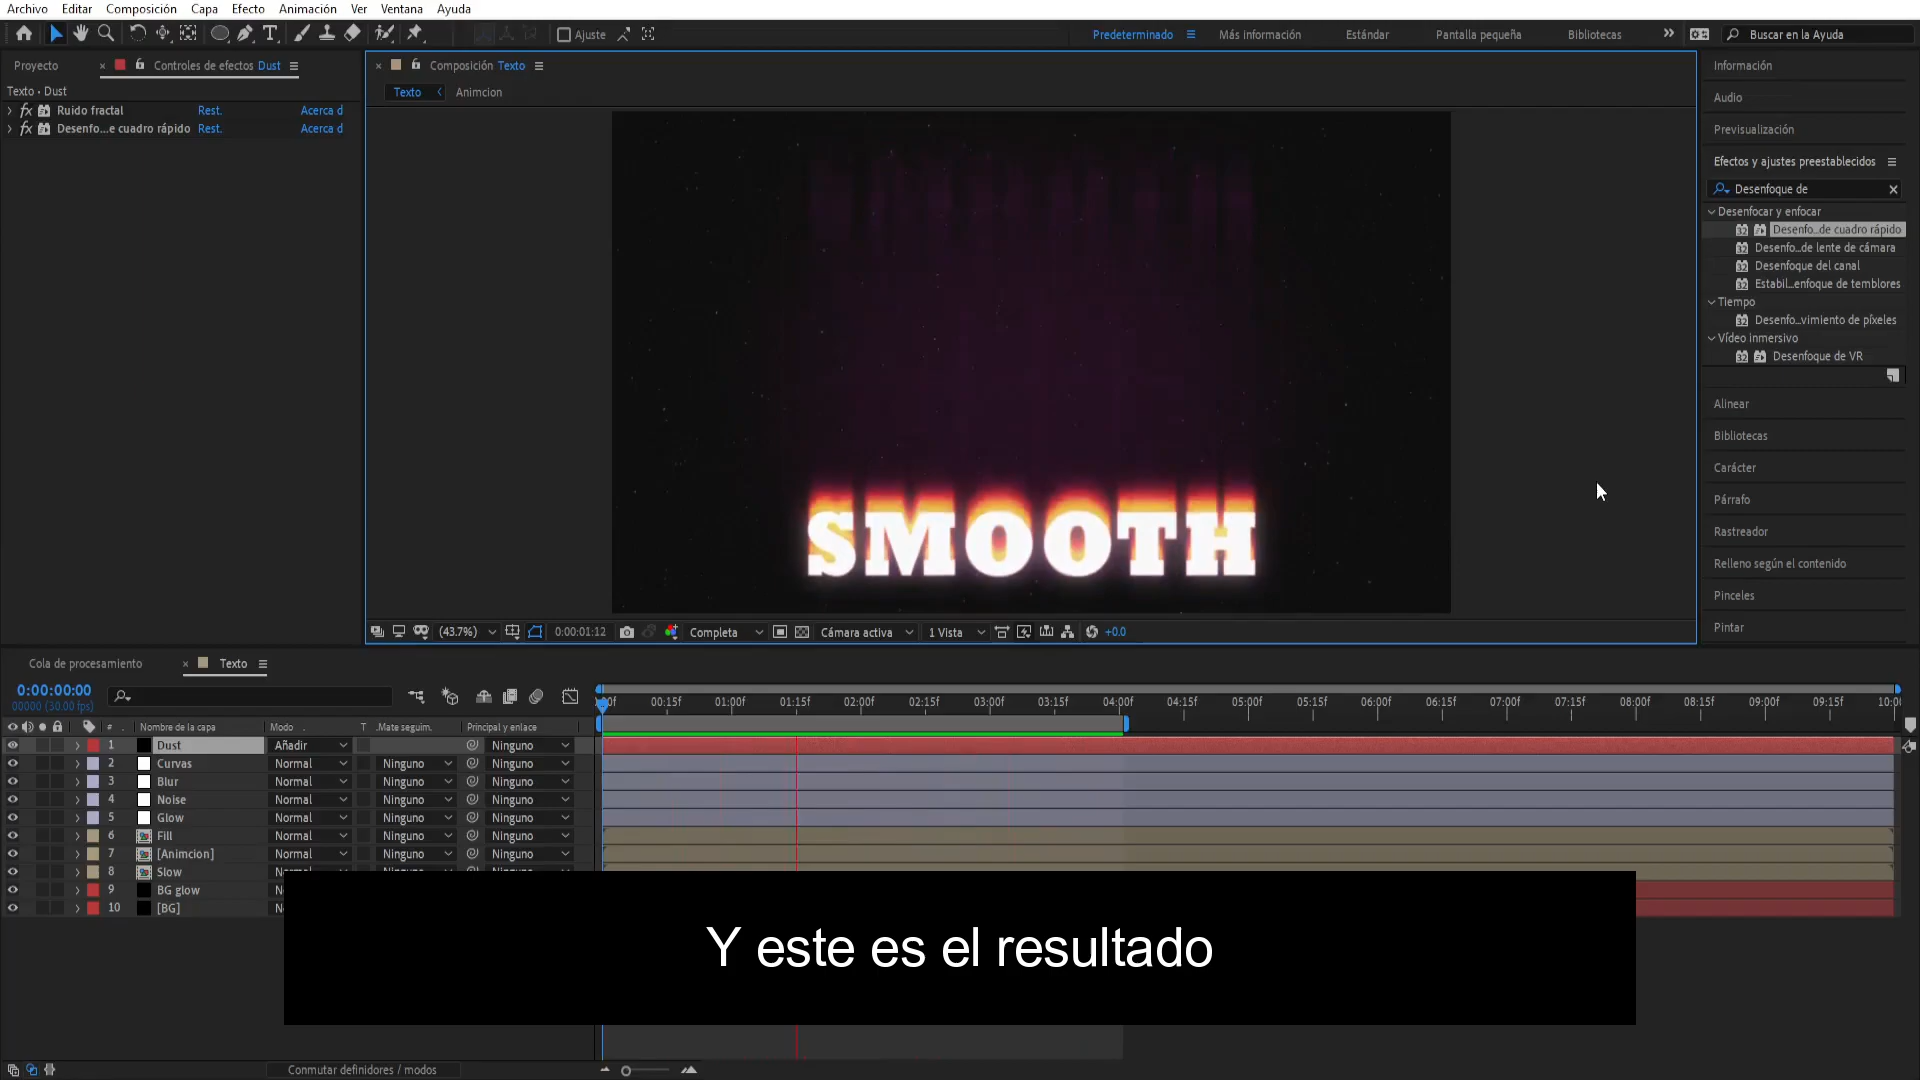 Archivo Editar Composición Capa Efecto Animación Ver Ventana Ayuda
Ajuste Predeterminado Más información Estándar Pantalla pequeña Bibliotecas » Buscar en la Ayuda
Proyecto × Controles de efectos Dust
Texto • Dust
fx Ruido fractal Rest. Acerca d
fx Desenfo...e cuadro rápido Rest. Acerca d
× Composición Texto
Texto Animcion
SMOOTH
(43.7%) 0:00:01:12 Completa Cámara activa 1 Vista +0.0
Información
Audio
Previsualización
Efectos y ajustes preestablecidos
Desenfoque de ×
Desenfocar y enfocar
Desenfo...de cuadro rápido
Desenfo...de lente de cámara
Desenfoque del canal
Estabil...enfoque de temblores
Tiempo
Desenfo...vimiento de píxeles
Vídeo inmersivo
Desenfoque de VR
Alinear
Bibliotecas
Carácter
Párrafo
Rastreador
Relleno según el contenido
Pinceles
Pintar
Cola de procesamiento × Texto
0:00:00:00
00000 (30.00 fps)
00f 00:15f 01:00f 01:15f 02:00f 02:15f 03:00f 03:15f 04:00f 04:15f 05:00f 05:15f 06:00f 06:15f 07:00f 07:15f 08:00f 08:15f 09:00f 09:15f 10:0
# Nombre de la capa Modo T .Mate seguim. Principal y enlace
1 Dust Añadir Ninguno
2 Curvas Normal Ninguno Ninguno
3 Blur Normal Ninguno Ninguno
4 Noise Normal Ninguno Ninguno
5 Glow Normal Ninguno Ninguno
6 Fill Normal Ninguno Ninguno
7 [Animcion] Normal Ninguno Ninguno
8 Slow Normal Ninguno Ninguno
9 BG glow
10 [BG]
Y este es el resultado
Conmutar definidores / modos